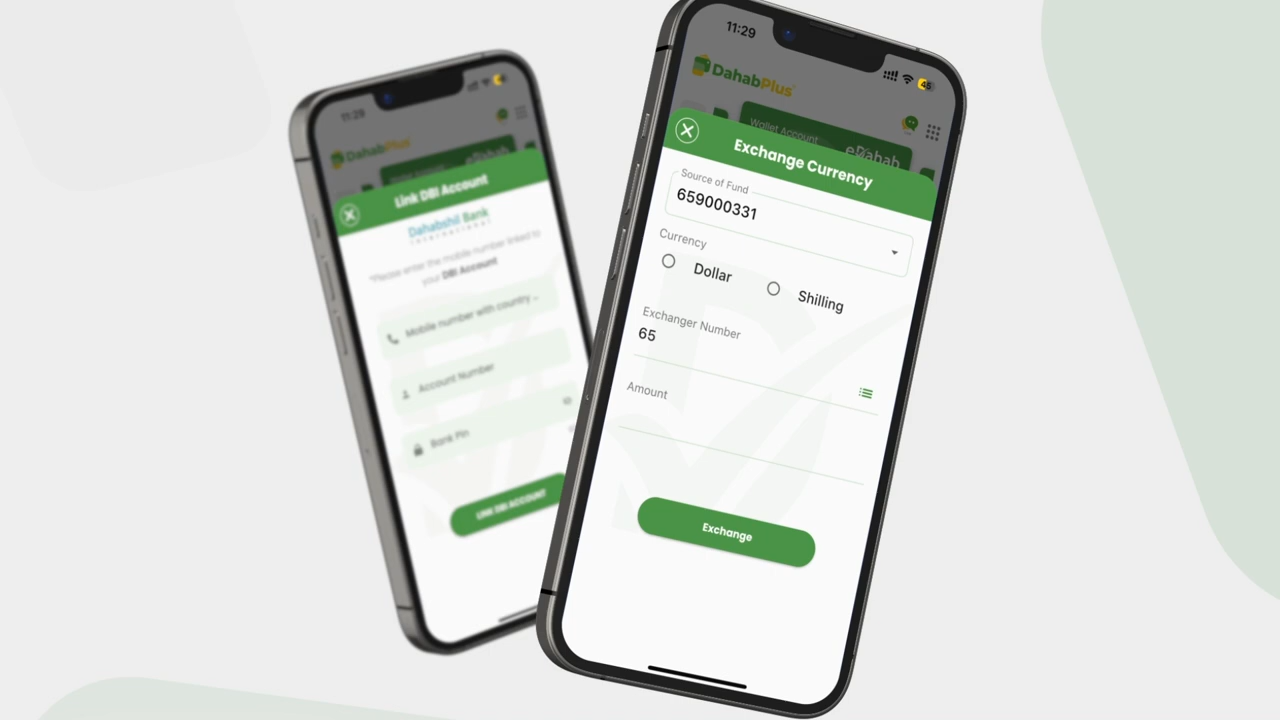 11:29
DahabPlus
Link DBI Account
Dahabshil Bank
International
*Please enter the mobile number linked to
your DBI Account
Mobile number with country ..
Account Number
Bank Pin
LINK DBI ACCOUNT
11:29
45
DahabPlus
Wallet Account
eDahab
Exchange Currency
Source of Fund
659000331
Currency
Dollar
Shilling
Exchanger Number
65
Amount
Exchange